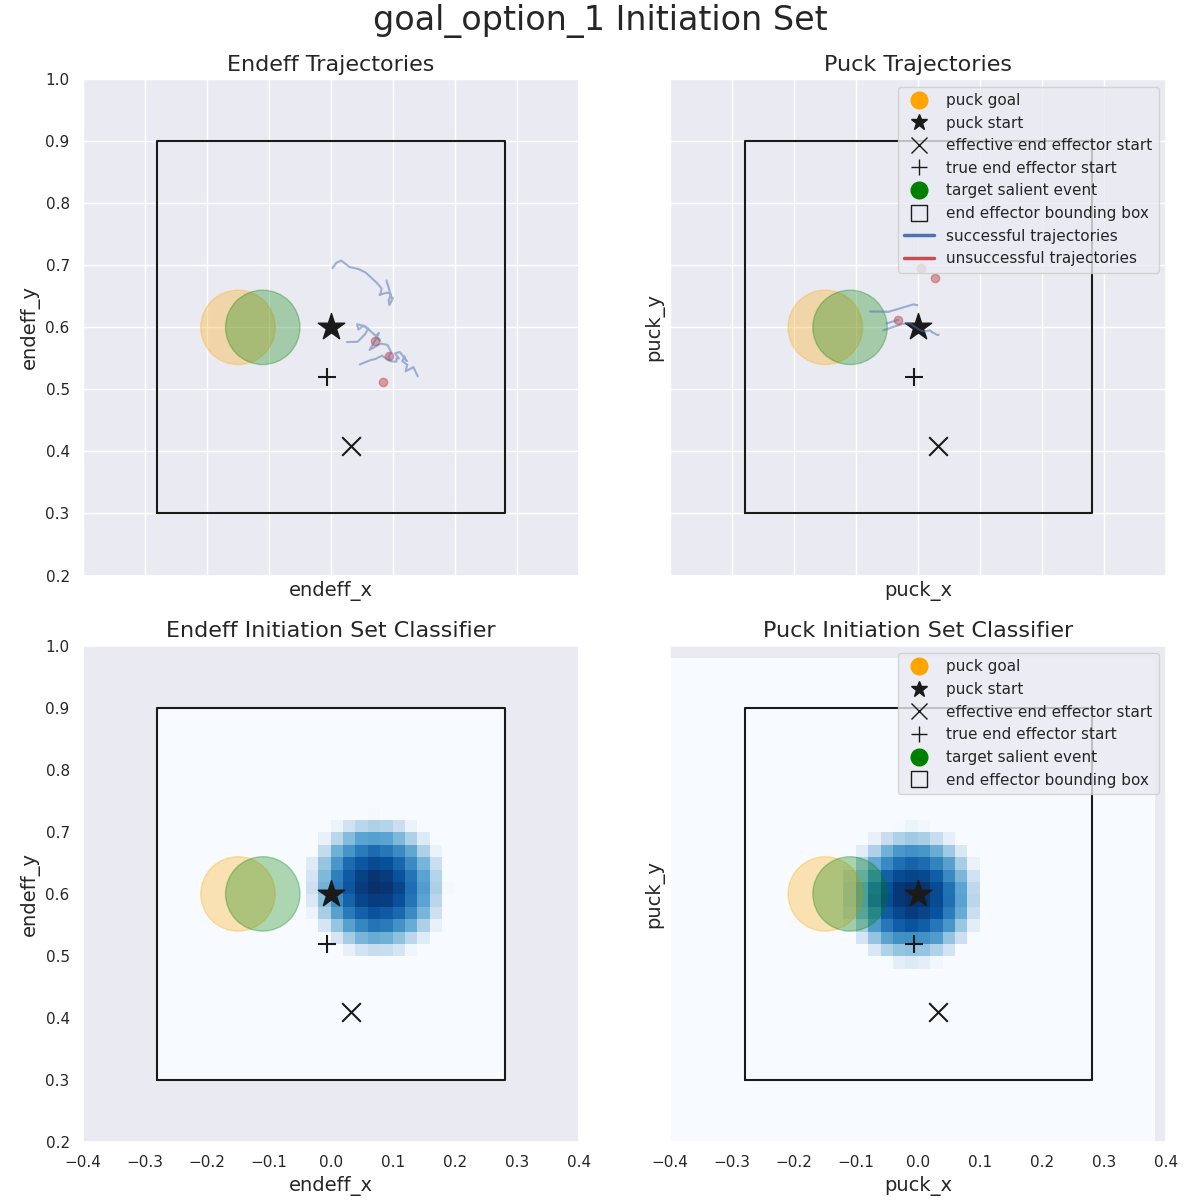 goal_option_1 Initiation Set
Endeff Trajectories
Puck Trajectories
1.0
0.9
0.8
0.7
0.6
0.5
0.4
0.3
0.2
endeff_y
endeff_x
puck_y
puck_x
puck goal
puck start
effective end effector start
true end effector start
target salient event
end effector bounding box
successful trajectories
unsuccessful trajectories
Endeff Initiation Set Classifier
Puck Initiation Set Classifier
1.0
0.9
0.8
0.7
0.6
0.5
0.4
0.3
0.2
endeff_y
−0.4 −0.3 −0.2 −0.1 0.0 0.1 0.2 0.3 0.4
endeff_x
puck_y
puck goal
puck start
effective end effector start
true end effector start
target salient event
end effector bounding box
−0.4 −0.3 −0.2 −0.1 0.0 0.1 0.2 0.3 0.4
puck_x